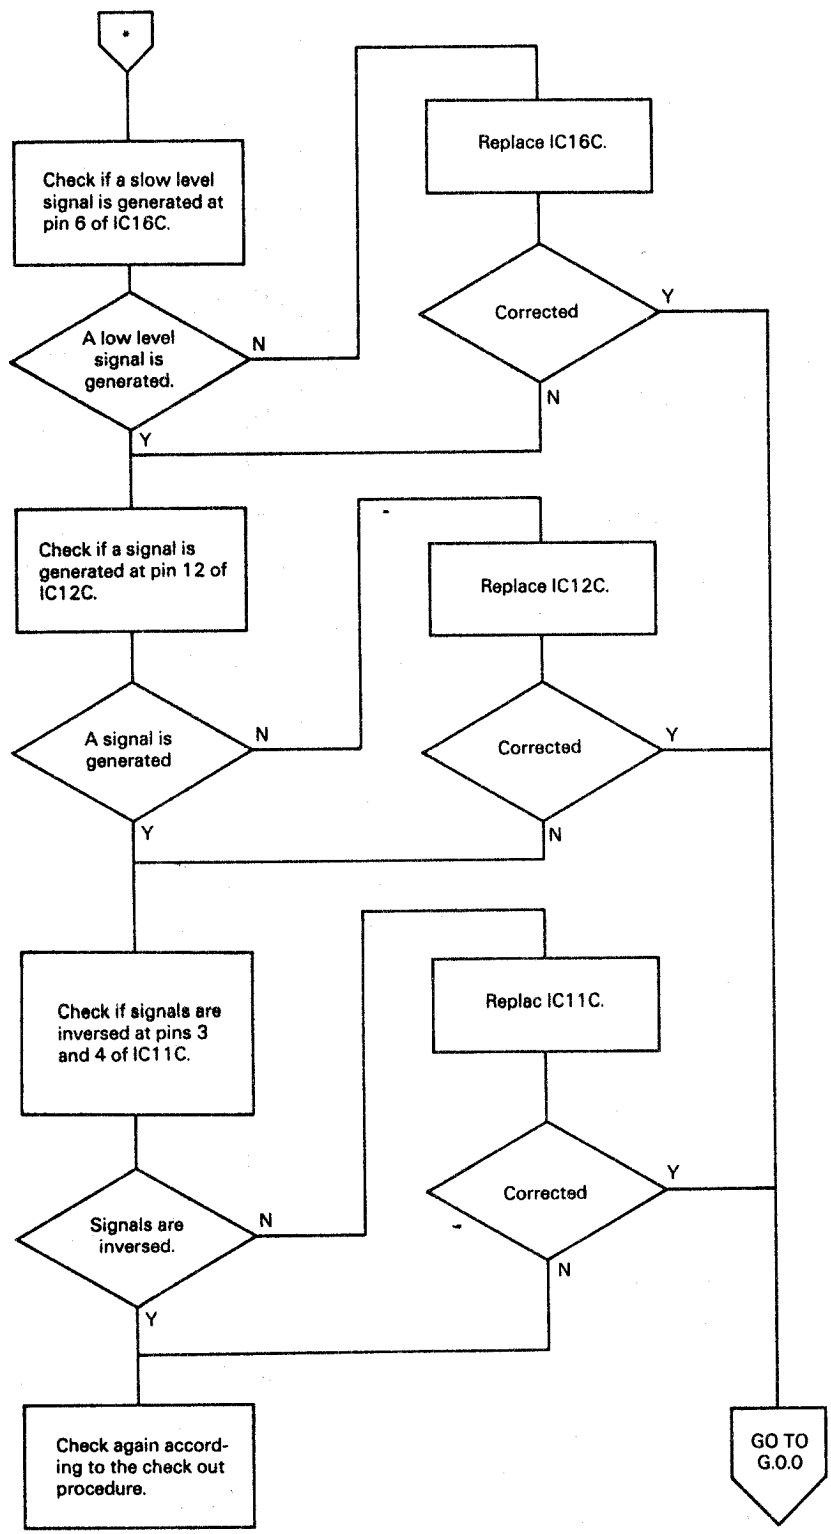 *
Check if a slow level
signal is generated at
pin 6 of IC16C.
A low level
signal is
generated.
N
Y
Replace IC16C.
Corrected
Y
N
Check if a signal is
generated at pin 12 of
IC12C.
A signal is
generated
N
Y
Replace IC12C.
Corrected
Y
N
Check if signals are
inversed at pins 3
and 4 of IC11C.
Signals are
inversed.
N
Y
Replac IC11C.
Corrected
Y
N
Check again accord-
ing to the check out
procedure.
GO TO
G.0.0